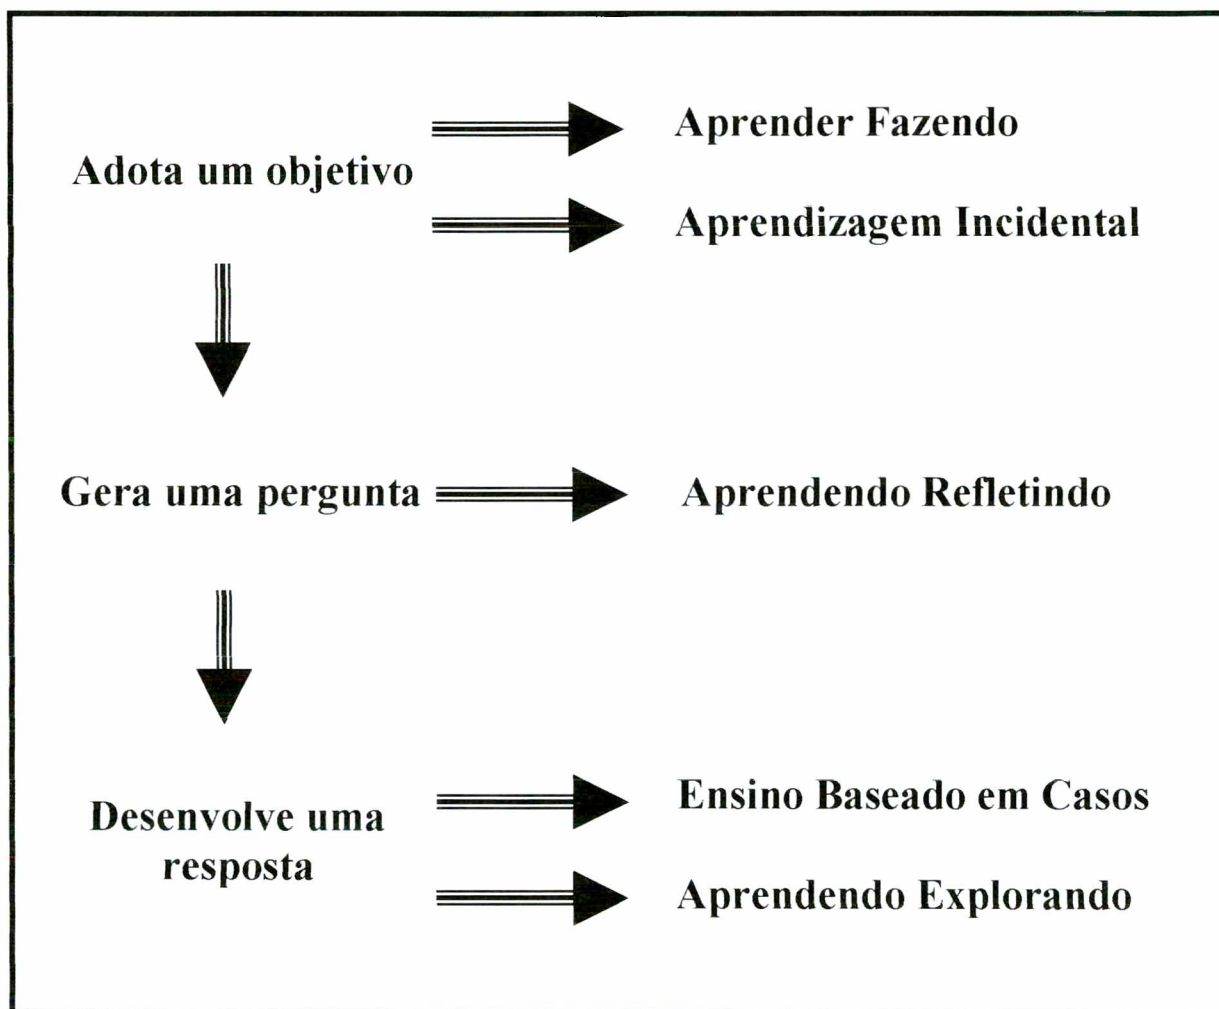 Aprender Fazendo
Adota um objetivo
Aprendizagem Incidental
Gera uma pergunta
Aprendendo Refletindo
Ensino Baseado em Casos
Desenvolve uma
resposta
Aprendendo Explorando